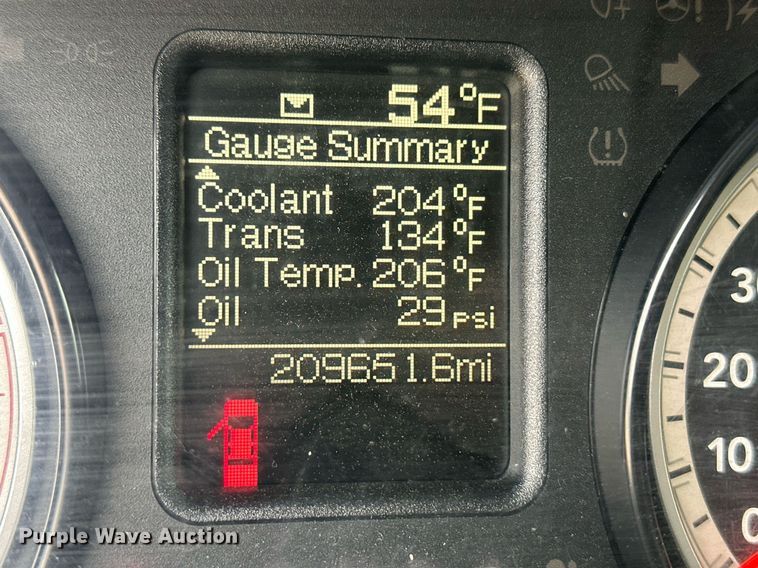 54°F
Gauge Summary
Coolant 204°F
Trans 134°F
Oil Temp. 206°F
Oil 29 psi
209651.6mi
30
20
10
0
Purple Wave Auction